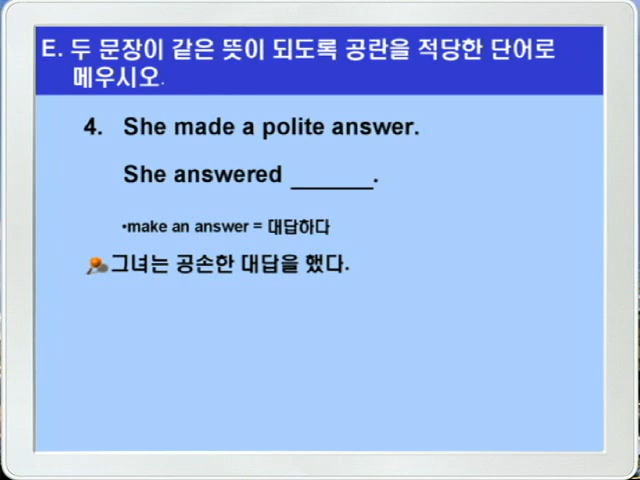 E. 두 문장이 같은 뜻이 되도록 공란을 적당한 단어로
메우시오.
4. She made a polite answer.
She answered ______.
•make an answer = 대답하다
그녀는 공손한 대답을 했다.